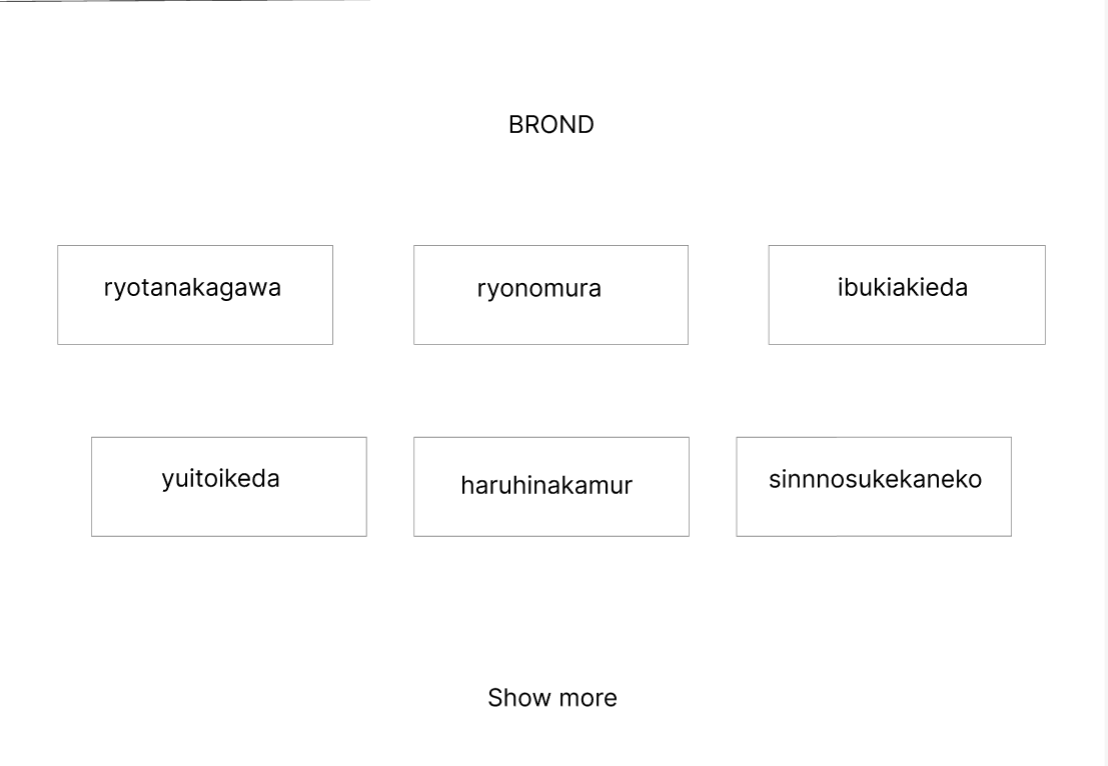 BROND
ryotanakagawa
ryonomura
ibukiakieda
yuitoikeda
haruhinakamur
sinnnosukekaneko
Show more